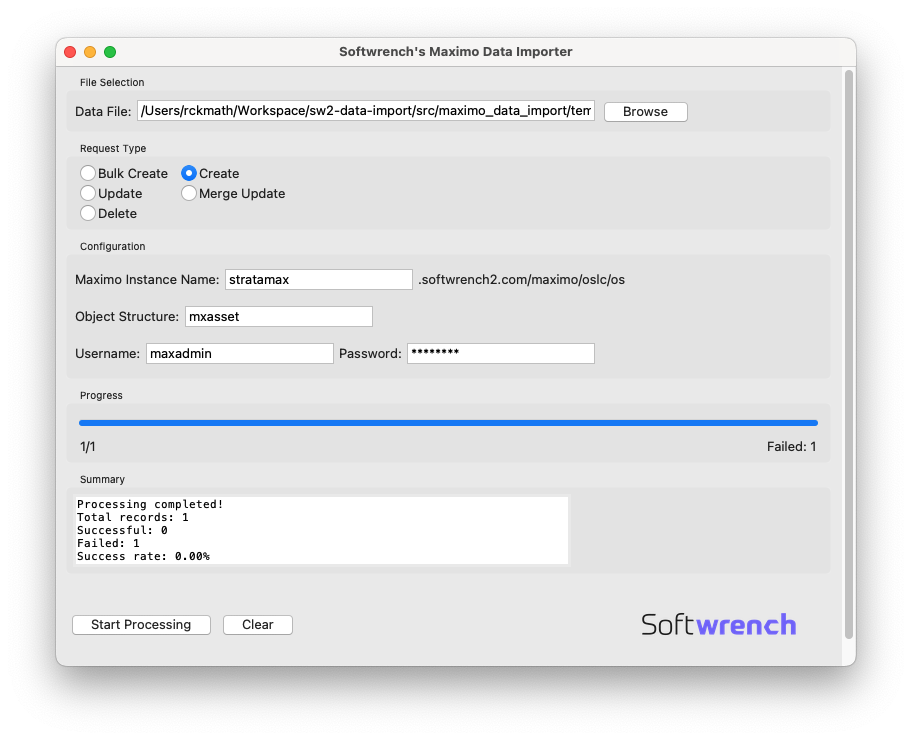 Softwrench's Maximo Data Importer
File Selection
Data File: /Users/rckmath/Workspace/sw2-data-import/src/maximo_data_import/tem Browse
Request Type
Bulk Create Create
Update Merge Update
Delete
Configuration
Maximo Instance Name: stratamax .softwrench2.com/maximo/oslc/os
Object Structure: mxasset
Username: maxadmin Password: ********
Progress
1/1 Failed: 1
Summary
Processing completed!
Total records: 1
Successful: 0
Failed: 1
Success rate: 0.00%
Start Processing Clear Softwrench